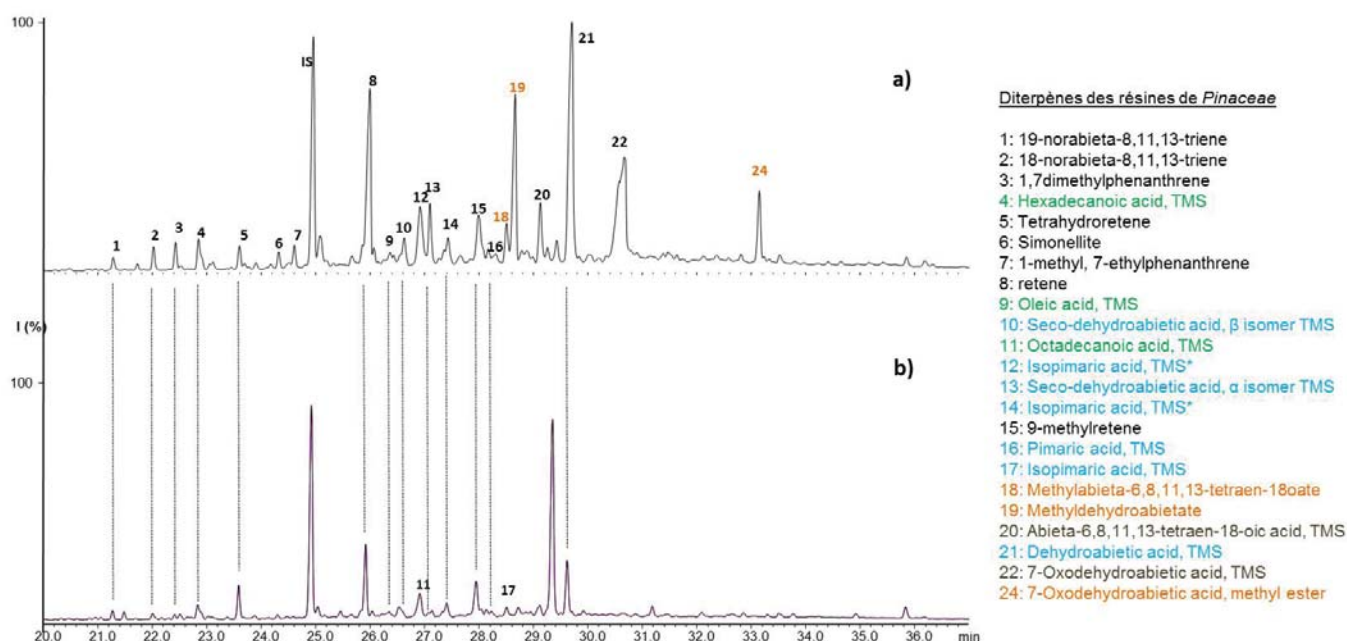 100
IS
8
a)
19
21
22
24
12
13
15
20
18
1
2
3
4
5
6
7
9
10
14
16
I (%)
100
b)
11
17
20.0 21.0 22.0 23.0 24.0 25.0 26.0 27.0 28.0 29.0 30.0 31.0 32.0 33.0 34.0 35.0 36.0 min
Diterpènes des résines de Pinaceae
1: 19-norabieta-8,11,13-triene
2: 18-norabieta-8,11,13-triene
3: 1,7dimethylphenanthrene
4: Hexadecanoic acid, TMS
5: Tetrahydroretene
6: Simonellite
7: 1-methyl, 7-ethylphenanthrene
8: retene
9: Oleic acid, TMS
10: Seco-dehydroabietic acid, β isomer TMS
11: Octadecanoic acid, TMS
12: Isopimaric acid, TMS*
13: Seco-dehydroabietic acid, α isomer TMS
14: Isopimaric acid, TMS*
15: 9-methylretene
16: Pimaric acid, TMS
17: Isopimaric acid, TMS
18: Methylabieta-6,8,11,13-tetraen-18oate
19: Methyldehydroabietate
20: Abieta-6,8,11,13-tetraen-18-oic acid, TMS
21: Dehydroabietic acid, TMS
22: 7-Oxodehydroabietic acid, TMS
24: 7-Oxodehydroabietic acid, methyl ester